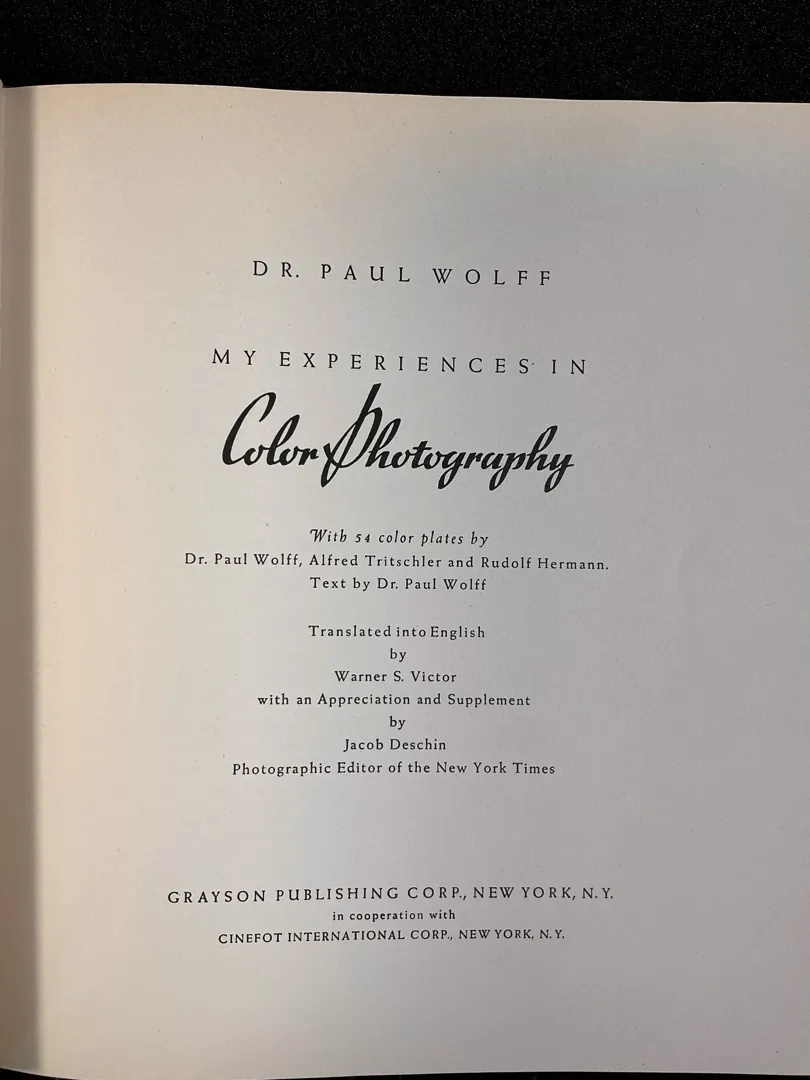 DR. PAUL WOLFF
MY EXPERIENCES IN
Color Photography
With 54 color plates by
Dr. Paul Wolff, Alfred Tritschler and Rudolf Hermann.
Text by Dr. Paul Wolff
Translated into English
by
Warner S. Victor
with an Appreciation and Supplement
by
Jacob Deschin
Photographic Editor of the New York Times
GRAYSON PUBLISHING CORP., NEW YORK, N.Y.
in cooperation with
CINEFOT INTERNATIONAL CORP., NEW YORK, N.Y.